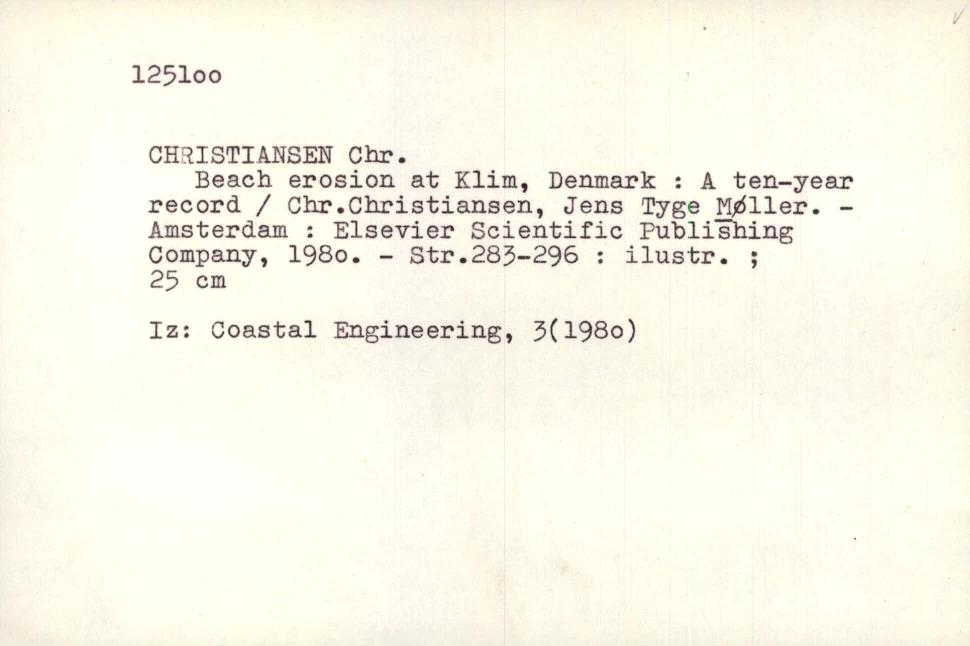 125loo
CHRISTIANSEN Chr.
Beach erosion at Klim, Denmark : A ten-year
record / Chr.Christiansen, Jens Tyge Møller. -
Amsterdam : Elsevier Scientific Publishing
Company, 198o. - Str.283-296 : ilustr. ;
25 cm
Iz: Coastal Engineering, 3(198o)